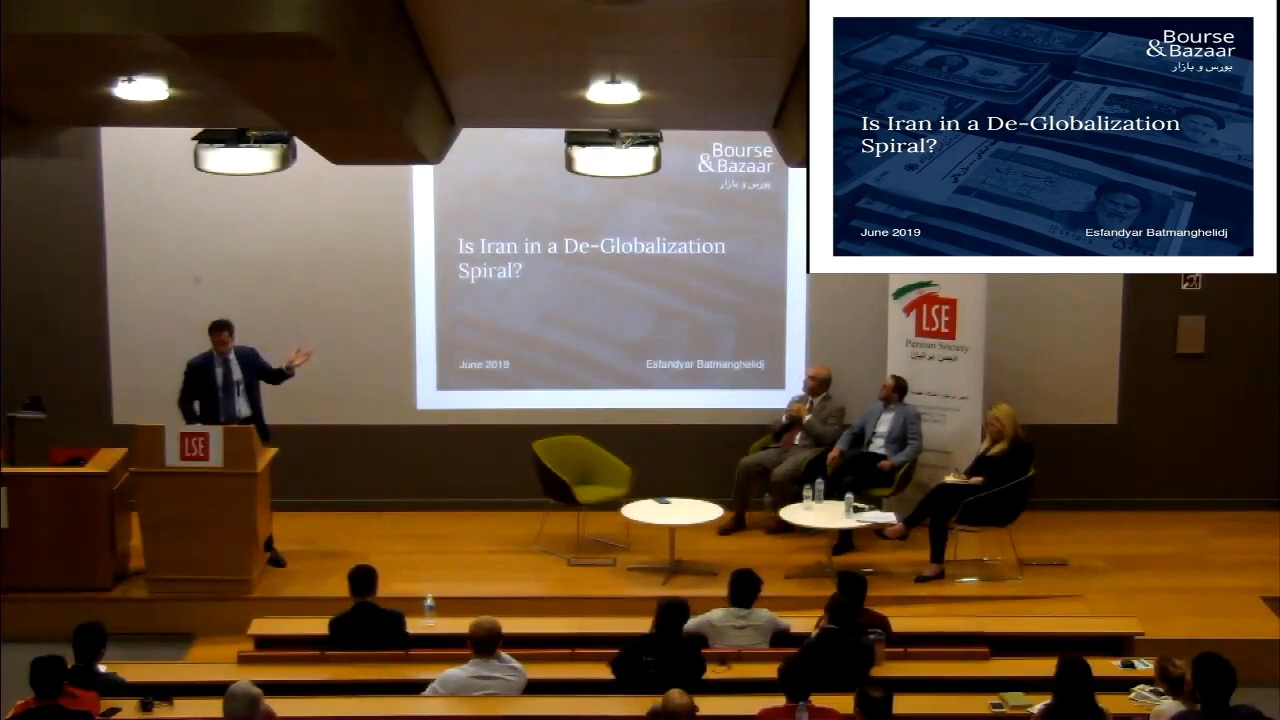 Bourse
& Bazaar
بورس و بازار
Is Iran in a De-Globalization
Spiral?
June 2019
Esfandyar Batmanghelidj
Bourse
& Bazaar
بورس و بازار
Is Iran in a De-Globalization
Spiral?
June 2019
Esfandyar Batmanghelidj
LSE
Persian Society
انجمن ایرانیان
LSE